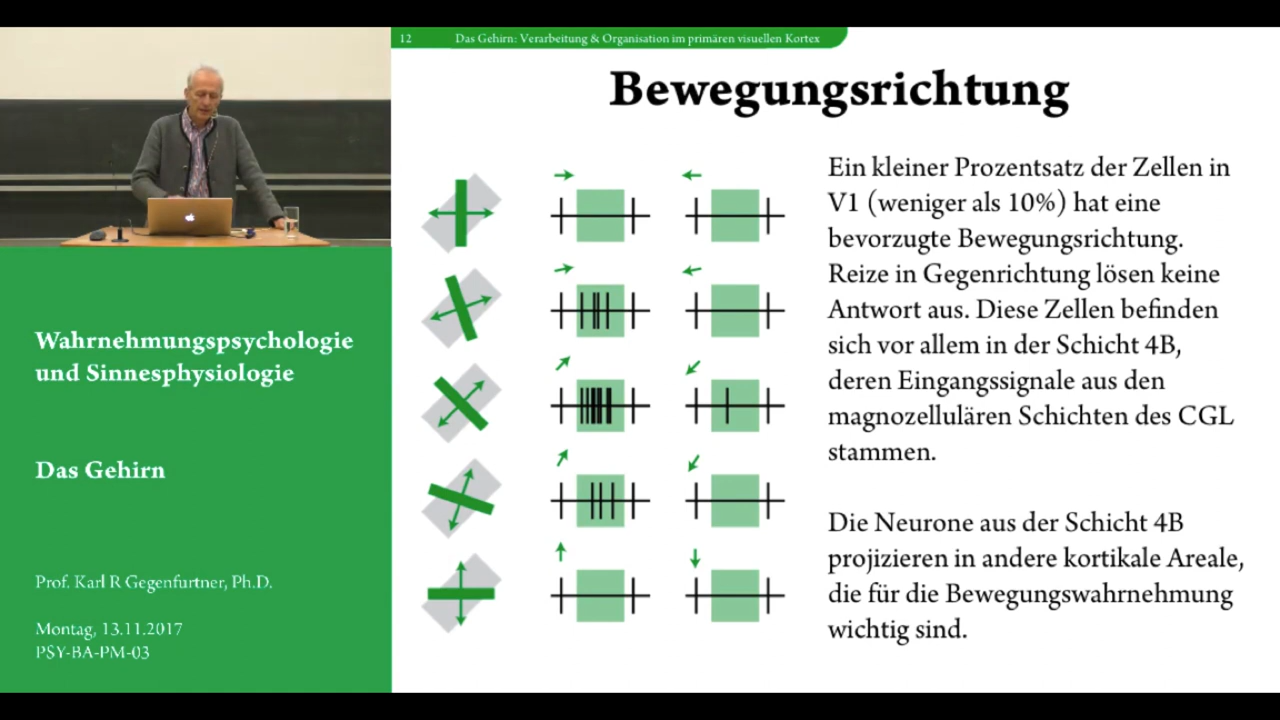 12 Das Gehirn: Verarbeitung & Organisation im primären visuellen Kortex
Bewegungsrichtung
Ein kleiner Prozentsatz der Zellen in
V1 (weniger als 10%) hat eine
bevorzugte Bewegungsrichtung.
Reize in Gegenrichtung lösen keine
Antwort aus. Diese Zellen befinden
sich vor allem in der Schicht 4B,
deren Eingangssignale aus den
magnozellulären Schichten des CGL
stammen.
Die Neurone aus der Schicht 4B
projizieren in andere kortikale Areale,
die für die Bewegungswahrnehmung
wichtig sind.
Wahrnehmungspsychologie
und Sinnesphysiologie
Das Gehirn
Prof. Karl R Gegenfurtner, Ph.D.
Montag, 13.11.2017
PSY-BA-PM-03